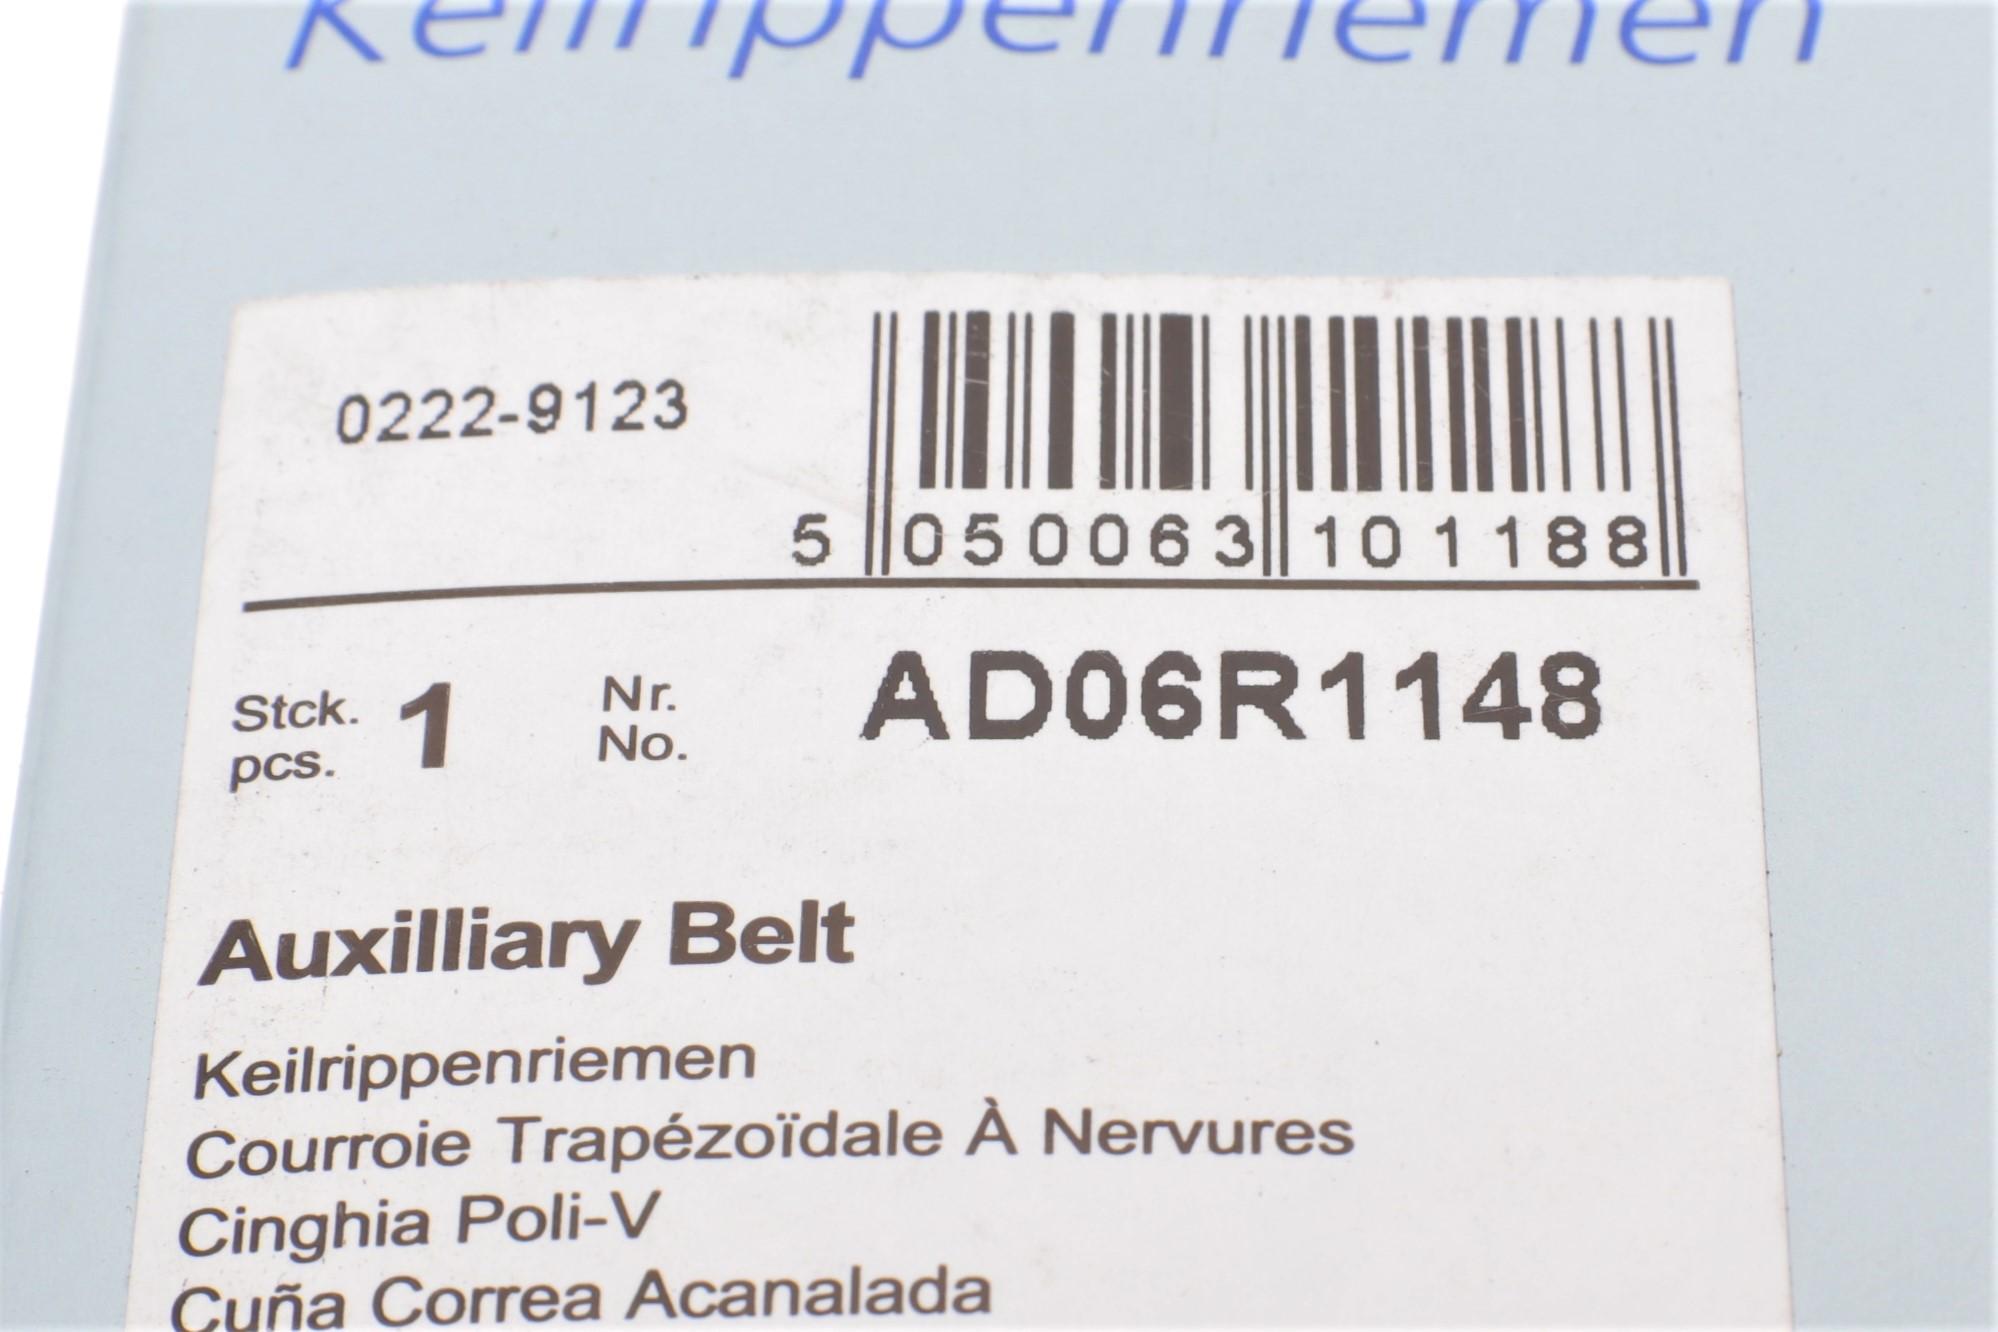 Keilrippenriemen
0222-9123
5 050063 101188
Stck. 1 Nr. AD06R1148
pcs. No.
Auxilliary Belt
Keilrippenriemen
Courroie Trapézoïdale À Nervures
Cinghia Poli-V
Cuña Correa Acanalada